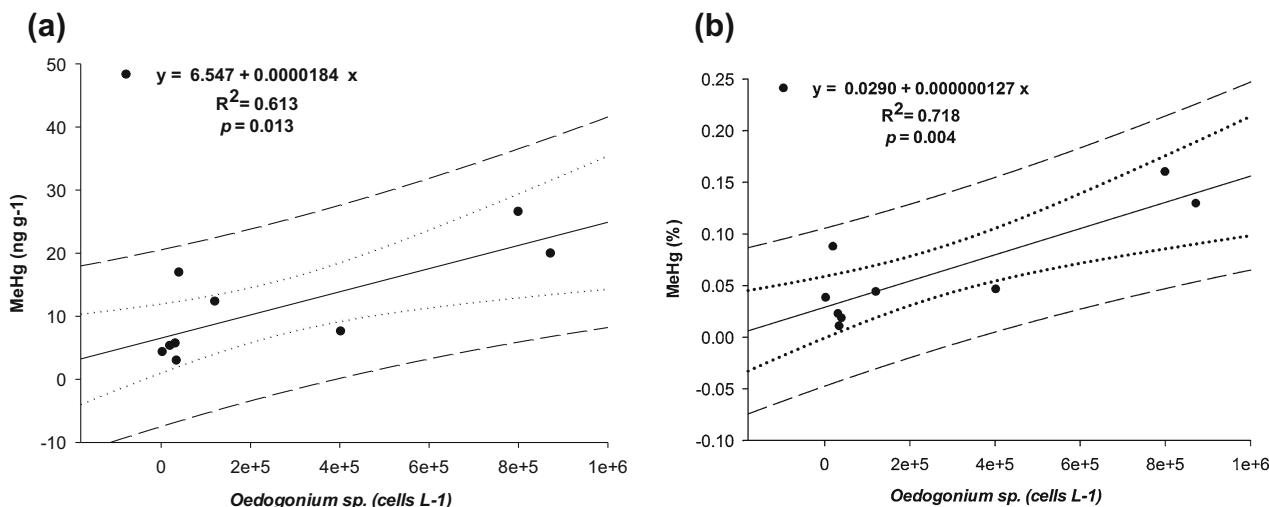 (a)
y = 6.547 + 0.0000184 x
R2 = 0.613
p = 0.013
50
40
30
20
10
0
-10
MeHg (ng g-1)
0 2e+5 4e+5 6e+5 8e+5 1e+6
Oedogonium sp. (cells L-1)
(b)
y = 0.0290 + 0.000000127 x
R2 = 0.718
p = 0.004
0.25
0.20
0.15
0.10
0.05
0.00
-0.05
-0.10
MeHg (%)
0 2e+5 4e+5 6e+5 8e+5 1e+6
Oedogonium sp. (cells L-1)